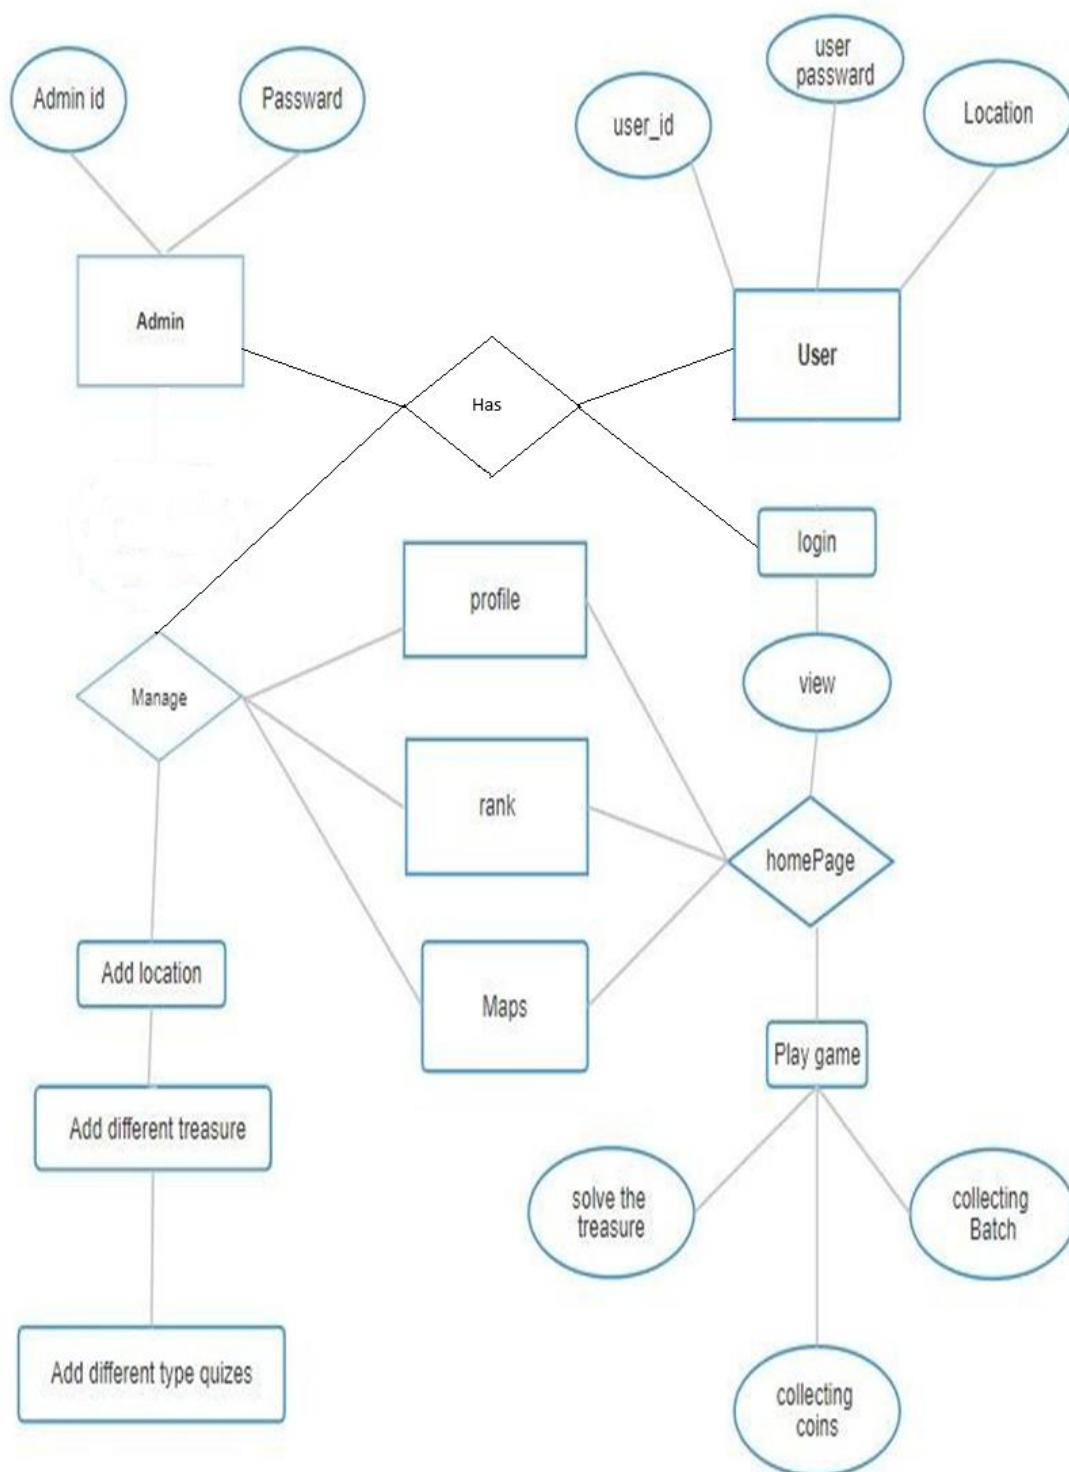 Admin id
Passward
user_id
user
passward
Location
Admin
User
Has
login
profile
view
Manage
rank
homePage
Add location
Maps
Play game
Add different treasure
solve the
treasure
collecting
Batch
Add different type quizes
collecting
coins